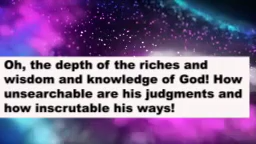 Oh, the depth of the riches and
wisdom and knowledge of God! How
unsearchable are his judgments and
how inscrutable his ways!